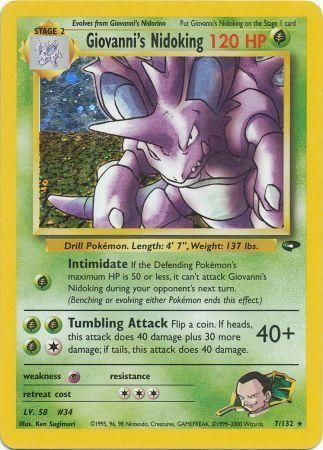 Evolves from Giovanni's Nidorino
Put Giovanni's Nidoking on the Stage 1 card
STAGE 2
Giovanni's Nidoking 120 HP
Drill Pokémon. Length: 4' 7", Weight: 137 lbs.
Intimidate If the Defending Pokémon's
maximum HP is 50 or less, it can't attack Giovanni's
Nidoking during your opponent's next turn.
(Benching or evolving either Pokémon ends this effect.)
Tumbling Attack Flip a coin. If heads,
this attack does 40 damage plus 30 more
damage; if tails, this attack does 40 damage.
40+
weakness
resistance
retreat cost
LV. 58 #34
Illus. Ken Sugimori
©1995, 96, 98 Nintendo, Creatures, GAMEFREAK. ©1999-2000 Wizards.
7/132 ★